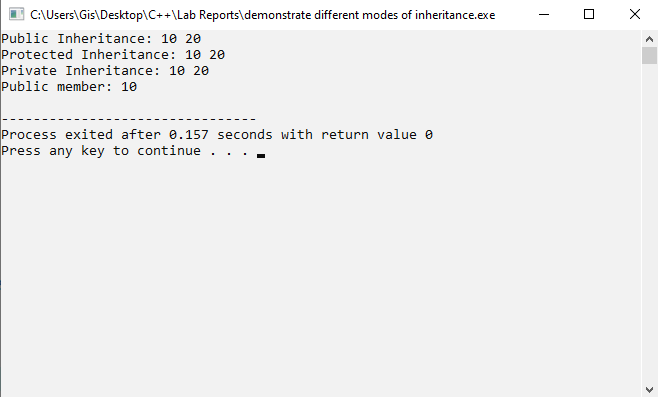 C:\Users\Gis\Desktop\C++\Lab Reports\demonstrate different modes of inheritance.exe
Public Inheritance: 10 20
Protected Inheritance: 10 20
Private Inheritance: 10 20
Public member: 10
--------------------------------
Process exited after 0.157 seconds with return value 0
Press any key to continue . . .